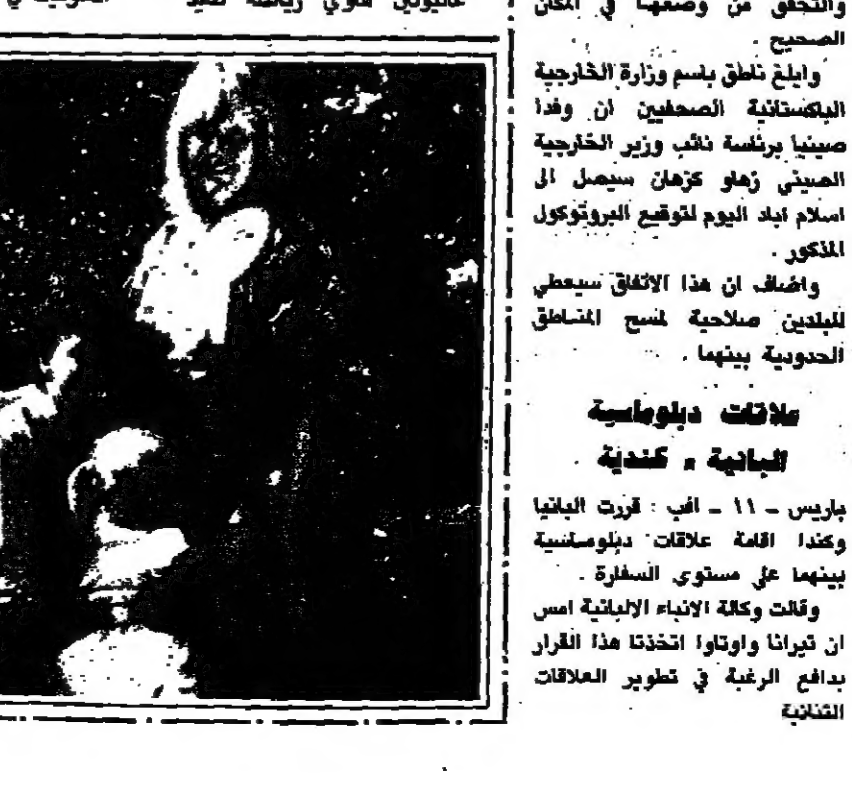 والتحقق من وضعها في المكان
الصحيح .
وابلغ ناطق باسم وزارة الخارجية
الباكستانية الصحفيين ان وفدا
صينيا برئاسة نائب وزير الخارجية
الصيني زهاو كزهان سيصل الى
اسلام اباد اليوم لتوقيع البروتوكول
المذكور .
واضاف ان هذا الاتفاق سيعطي
للبلدين صلاحية لمسح المناطق
الحدودية بينهما .
علاقات دبلوماسية
البانية ـ كندية
باريس ـ ١١ ـ افب : قررت البانيا
وكندا اقامة علاقات دبلوماسية
بينهما على مستوى السفارة .
وقالت وكالة الانباء الالبانية امس
ان تيرانا واوتاوا اتخذتا هذا القرار
بدافع الرغبة في تطوير العلاقات
الثنائية